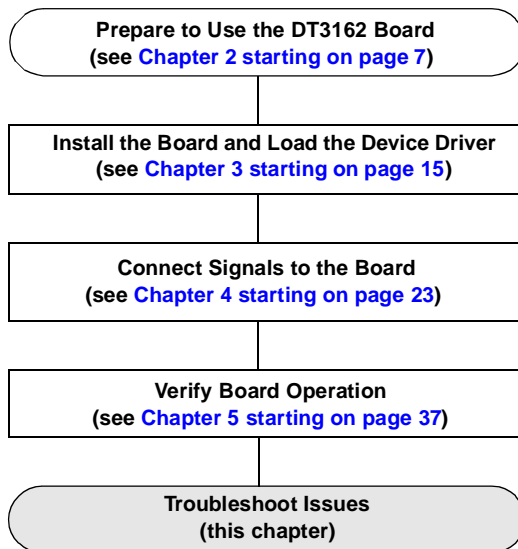 Prepare to Use the DT3162 Board
(see Chapter 2 starting on page 7)
Install the Board and Load the Device Driver
(see Chapter 3 starting on page 15)
Connect Signals to the Board
(see Chapter 4 starting on page 23)
Verify Board Operation
(see Chapter 5 starting on page 37)
Troubleshoot Issues
(this chapter)